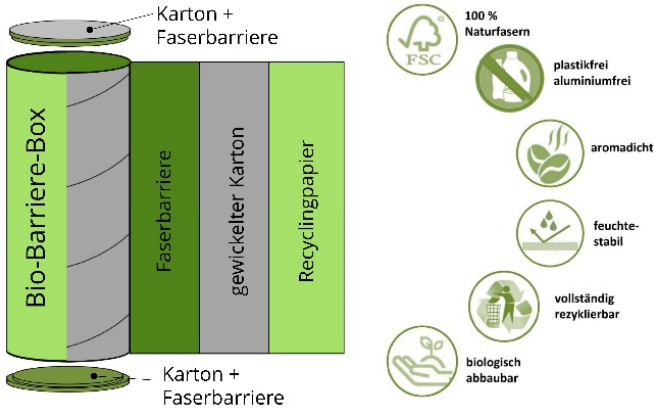 Karton +
Faserbarriere
Bio-Barriere-Box
Faserbarriere
gewickelter Karton
Recyclingpapier
Karton +
Faserbarriere
FSC
100 %
Naturfasern
plastikfrei
aluminiumfrei
aromadicht
feuchte-
stabil
vollständig
rezyklierbar
biologisch
abbaubar